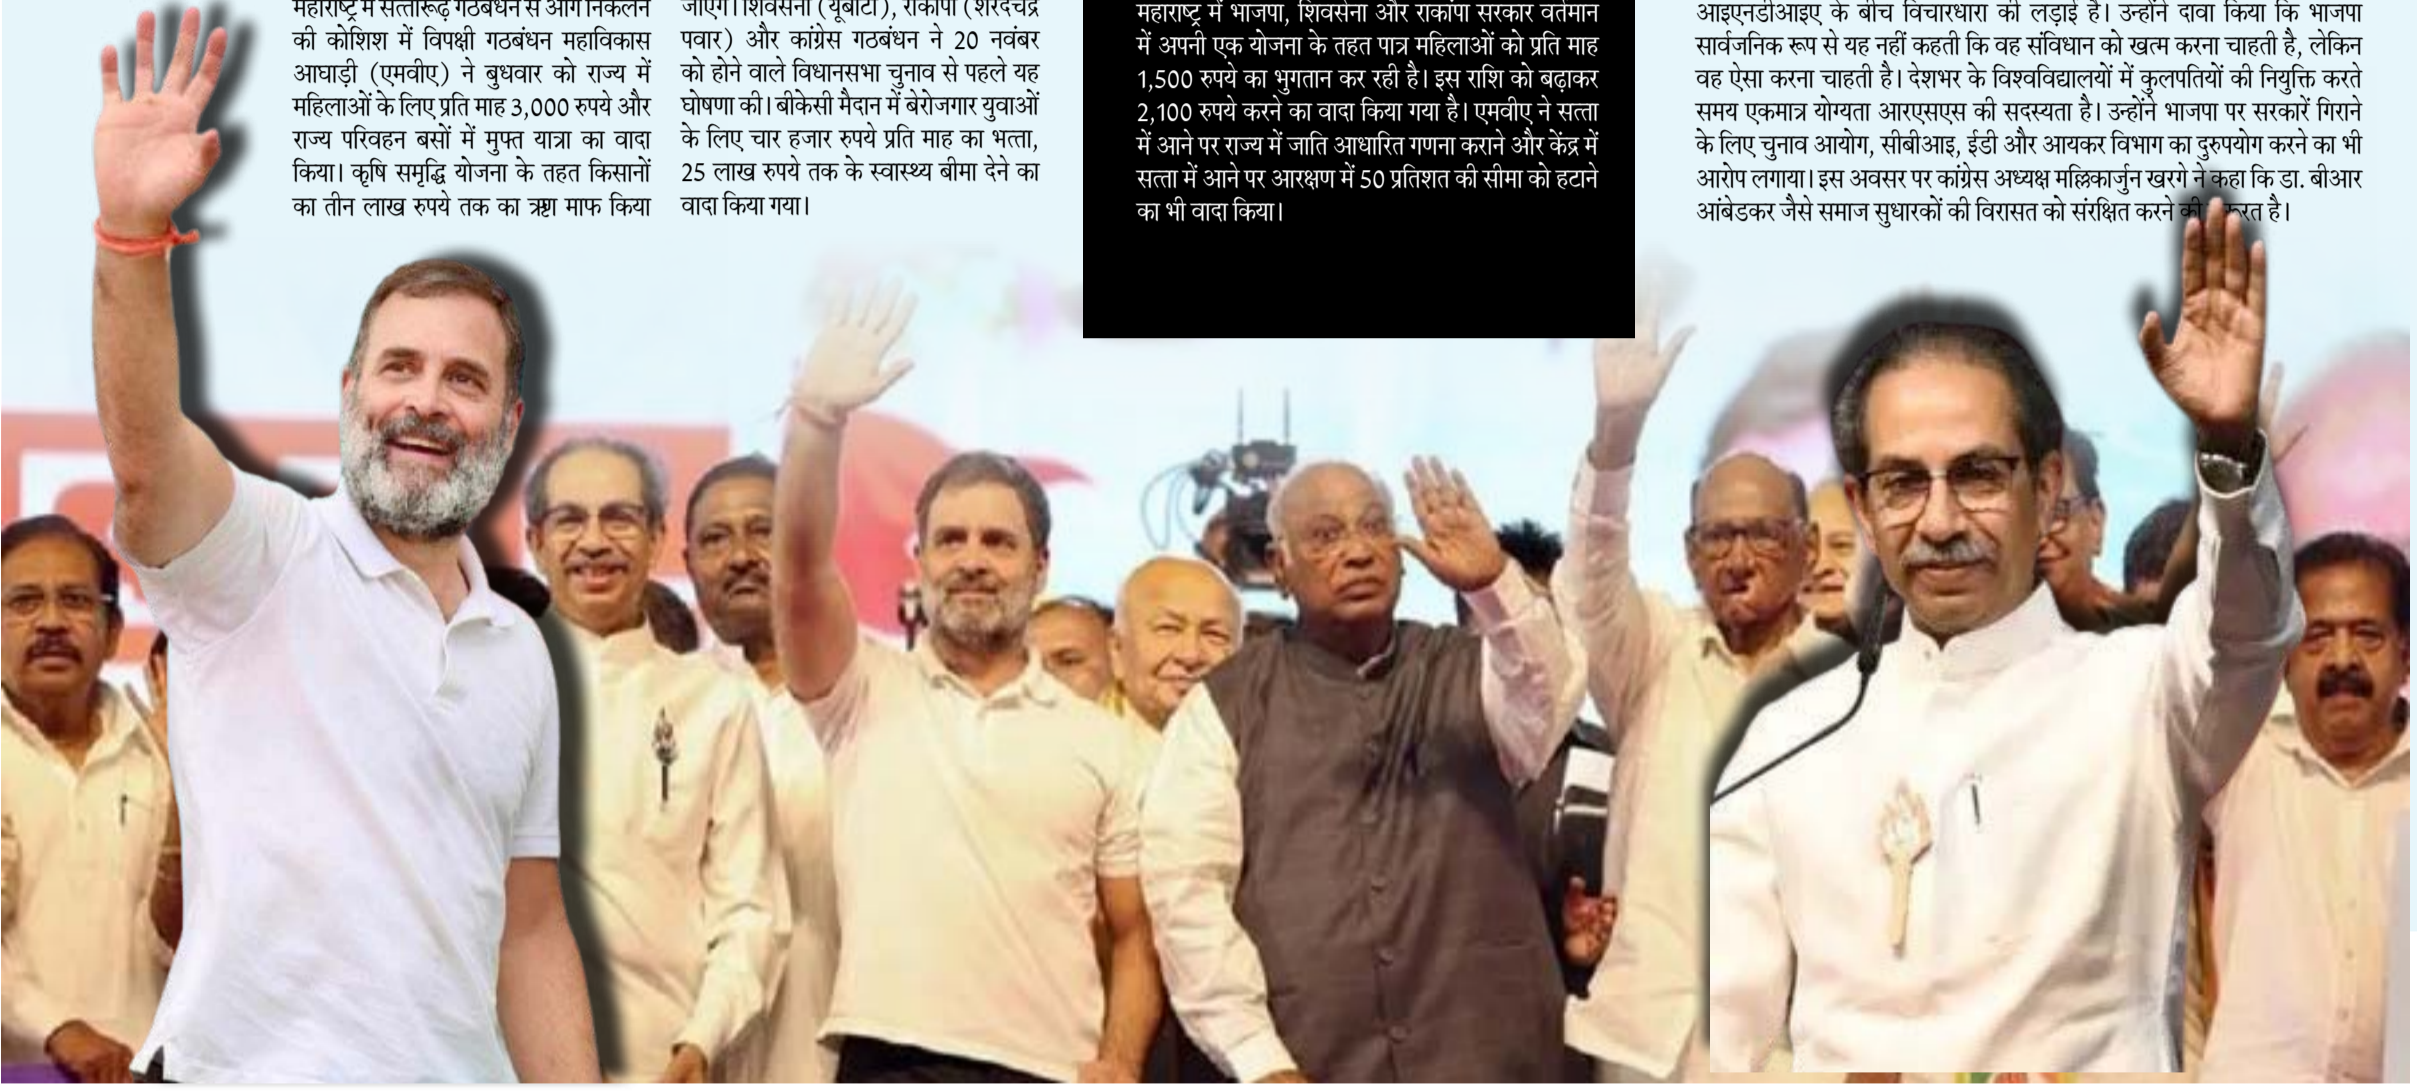 महाराष्ट्र में सत्तारूढ़ गठबंधन से आगे निकलने
की कोशिश में विपक्षी गठबंधन महाविकास
आघाड़ी (एमवीए) ने बुधवार को राज्य में
महिलाओं के लिए प्रति माह 3,000 रुपये और
राज्य परिवहन बसों में मुफ्त यात्रा का वादा
किया। कृषि समृद्धि योजना के तहत किसानों
का तीन लाख रुपये तक का ऋण माफ किया
जाएगा। शिवसेना (यूबीटी), राकांपा (शरदचंद्र
पवार) और कांग्रेस गठबंधन ने 20 नवंबर
को होने वाले विधानसभा चुनाव से पहले यह
घोषणा की। बीकेसी मैदान में बेरोजगार युवाओं
के लिए चार हजार रुपये प्रति माह का भत्ता,
25 लाख रुपये तक के स्वास्थ्य बीमा देने का
वादा किया गया।
महाराष्ट्र में भाजपा, शिवसेना और राकांपा सरकार वर्तमान
में अपनी एक योजना के तहत पात्र महिलाओं को प्रति माह
1,500 रुपये का भुगतान कर रही है। इस राशि को बढ़ाकर
2,100 रुपये करने का वादा किया गया है। एमवीए ने सत्ता
में आने पर राज्य में जाति आधारित गणना कराने और केंद्र में
सत्ता में आने पर आरक्षण में 50 प्रतिशत की सीमा को हटाने
का भी वादा किया।
आइएनडीआइए के बीच विचारधारा की लड़ाई है। उन्होंने दावा किया कि भाजपा
सार्वजनिक रूप से यह नहीं कहती कि वह संविधान को खत्म करना चाहती है, लेकिन
वह ऐसा करना चाहती है। देशभर के विश्वविद्यालयों में कुलपतियों की नियुक्ति करते
समय एकमात्र योग्यता आरएसएस की सदस्यता है। उन्होंने भाजपा पर सरकारें गिराने
के लिए चुनाव आयोग, सीबीआइ, ईडी और आयकर विभाग का दुरुपयोग करने का भी
आरोप लगाया। इस अवसर पर कांग्रेस अध्यक्ष मल्लिकार्जुन खरगे ने कहा कि डा. बीआर
आंबेडकर जैसे समाज सुधारकों की विरासत को संरक्षित करने की जरूरत है।